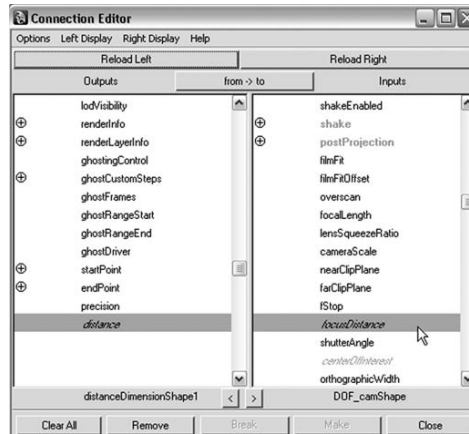 Connection Editor
Options Left Display Right Display Help
Reload Left Reload Right
Outputs from -> to Inputs
lodVisibility
renderInfo
renderLayerInfo
ghostingControl
ghostCustomSteps
ghostFrames
ghostRangeStart
ghostRangeEnd
ghostDriver
startPoint
endPoint
precision
distance
shakeEnabled
shake
postProjection
filmFit
filmFitOffset
overscan
focalLength
lensSqueezeRatio
cameraScale
nearClipPlane
farClipPlane
fStop
focusDistance
shutterAngle
centerOfInterest
orthographicWidth
distanceDimensionShape1 < > DOF_camShape
Clear All Remove Break Make Close